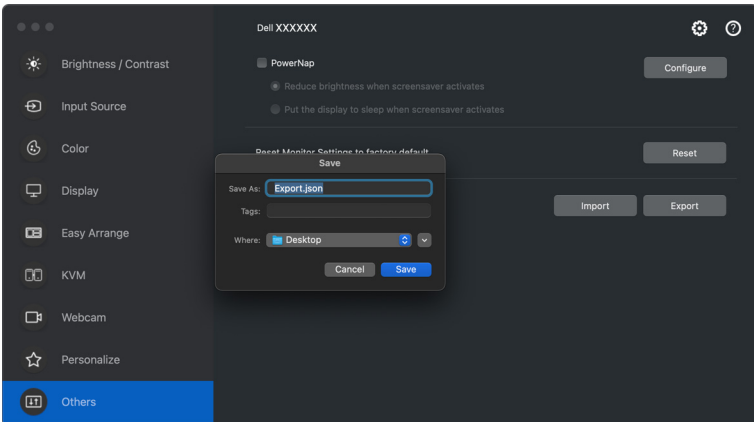 Dell XXXXXX
Brightness / Contrast
Input Source
Color
Display
Easy Arrange
KVM
Webcam
Personalize
Others
PowerNap
Configure
Reduce brightness when screensaver activates
Put the display to sleep when screensaver activates
Reset Monitor Settings to factory default
Reset
Import
Export
Save
Save As: Export.json
Tags:
Where: Desktop
Cancel
Save